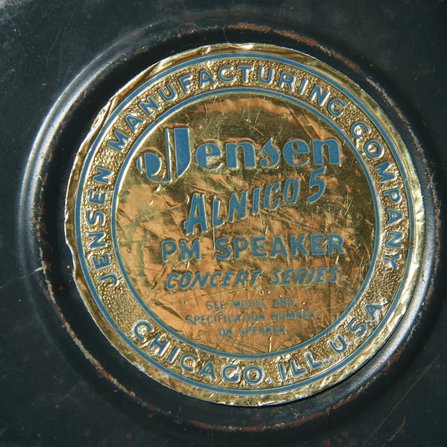 JENSEN MANUFACTURING COMPANY
Jensen
ALNICO 5
PM SPEAKER
CONCERT SERIES
SEE MODEL AND
SPECIFICATION NUMBER
ON SPEAKER
CHICAGO, ILL. U.S.A.